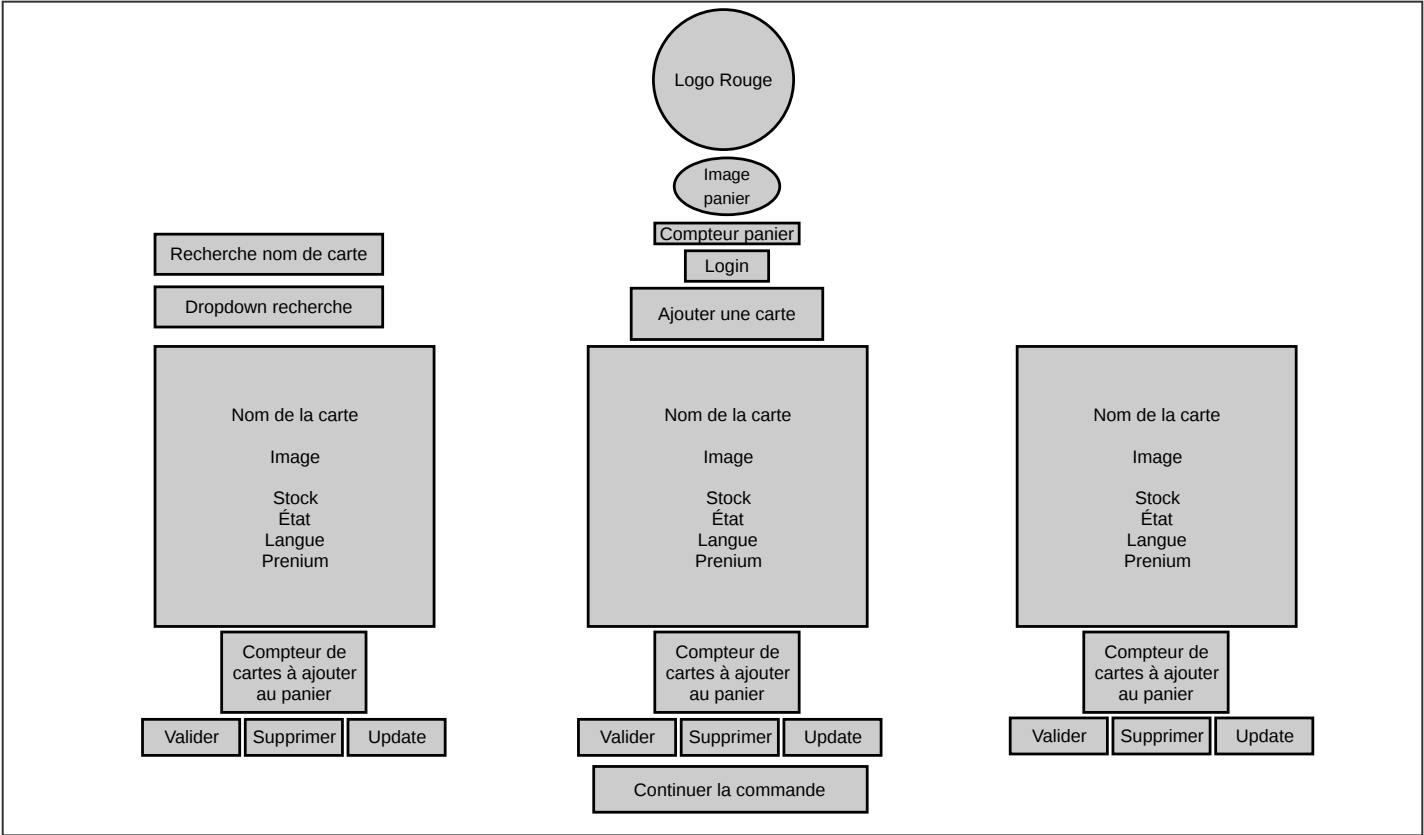 Logo Rouge
Image
panier
Compteur panier
Recherche nom de carte
Login
Dropdown recherche
Ajouter une carte
Nom de la carte
Image
Stock
État
Langue
Prenium
Nom de la carte
Image
Stock
État
Langue
Prenium
Nom de la carte
Image
Stock
État
Langue
Prenium
Compteur de
cartes à ajouter
au panier
Compteur de
cartes à ajouter
au panier
Compteur de
cartes à ajouter
au panier
Valider
Supprimer
Update
Valider
Supprimer
Update
Valider
Supprimer
Update
Continuer la commande